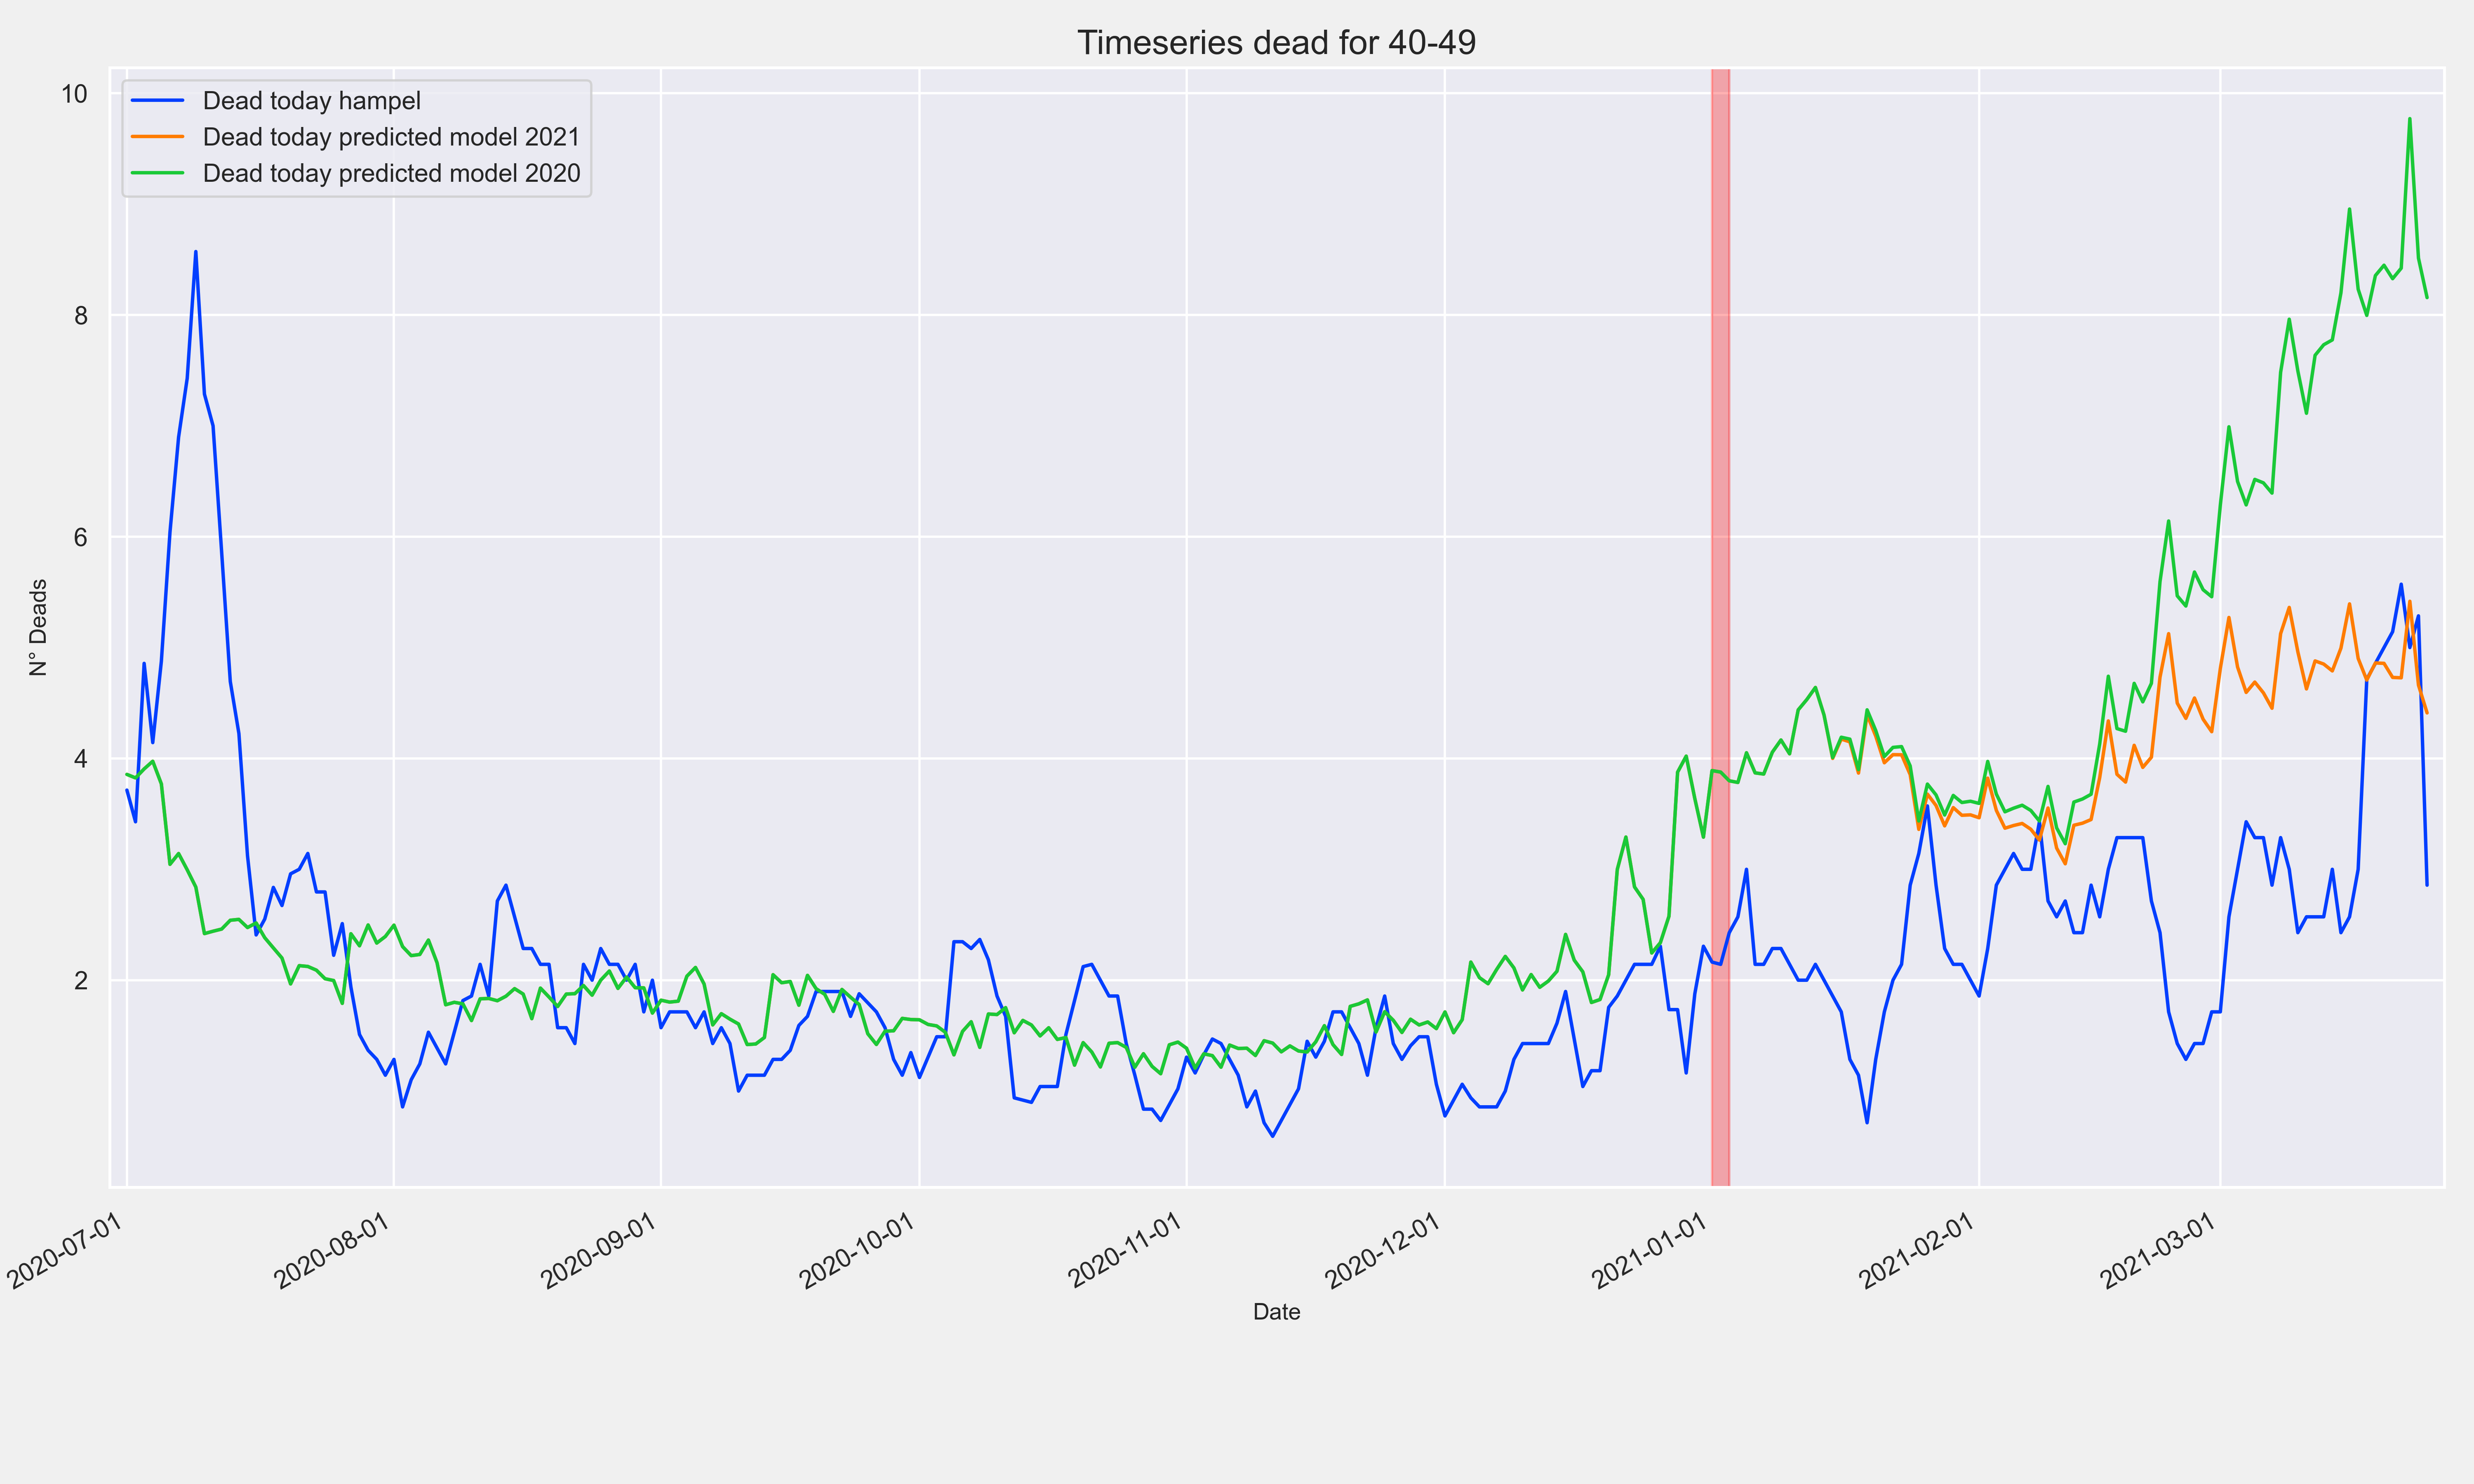 Timeseries dead for 40-49
10
8
6
4
2
N° Deads
Dead today hampel
Dead today predicted model 2021
Dead today predicted model 2020
2020-07-01
2020-08-01
2020-09-01
2020-10-01
2020-11-01
2020-12-01
2021-01-01
2021-02-01
2021-03-01
Date